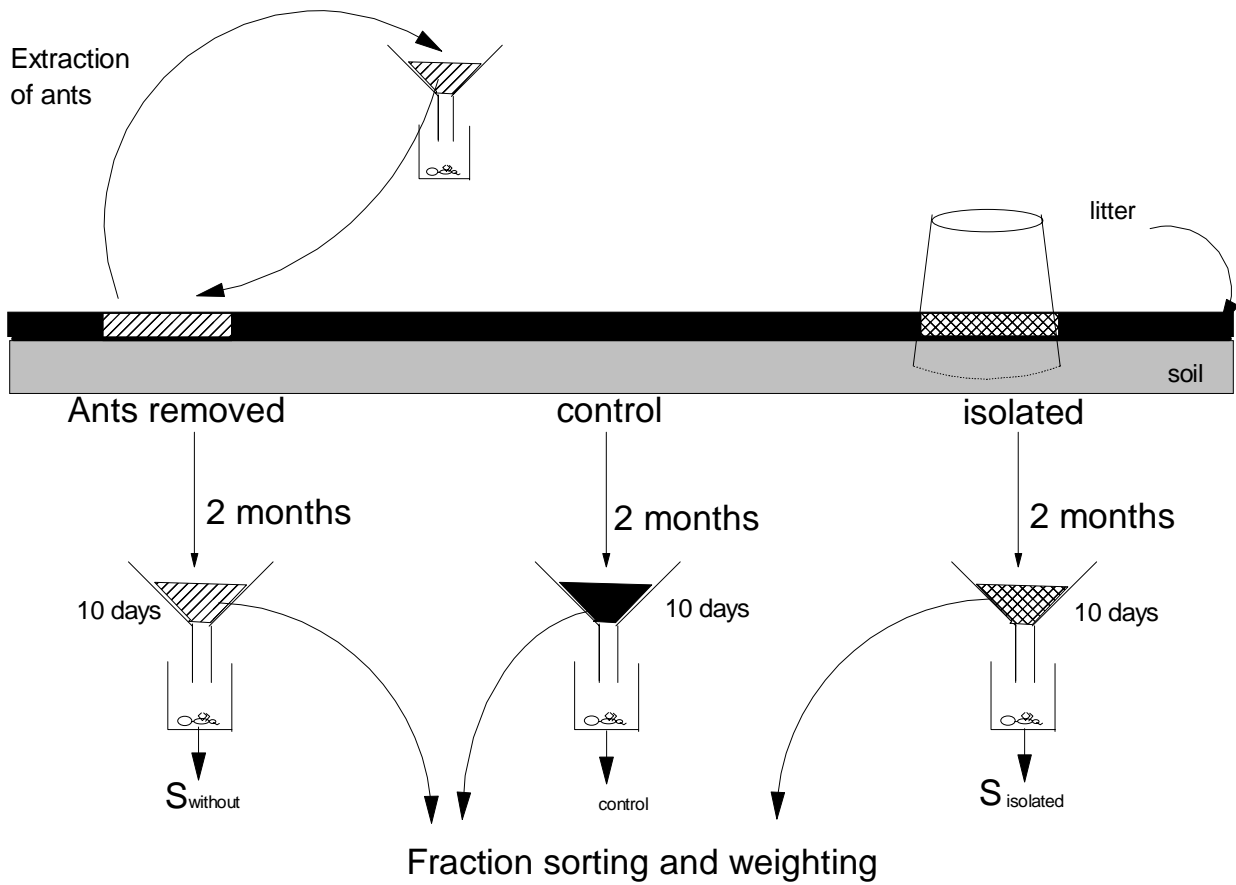 Extraction
of ants
litter
soil
Ants removed
control
isolated
2 months
2 months
2 months
10 days
10 days
10 days
Swithout
control
S isolated
Fraction sorting and weighting